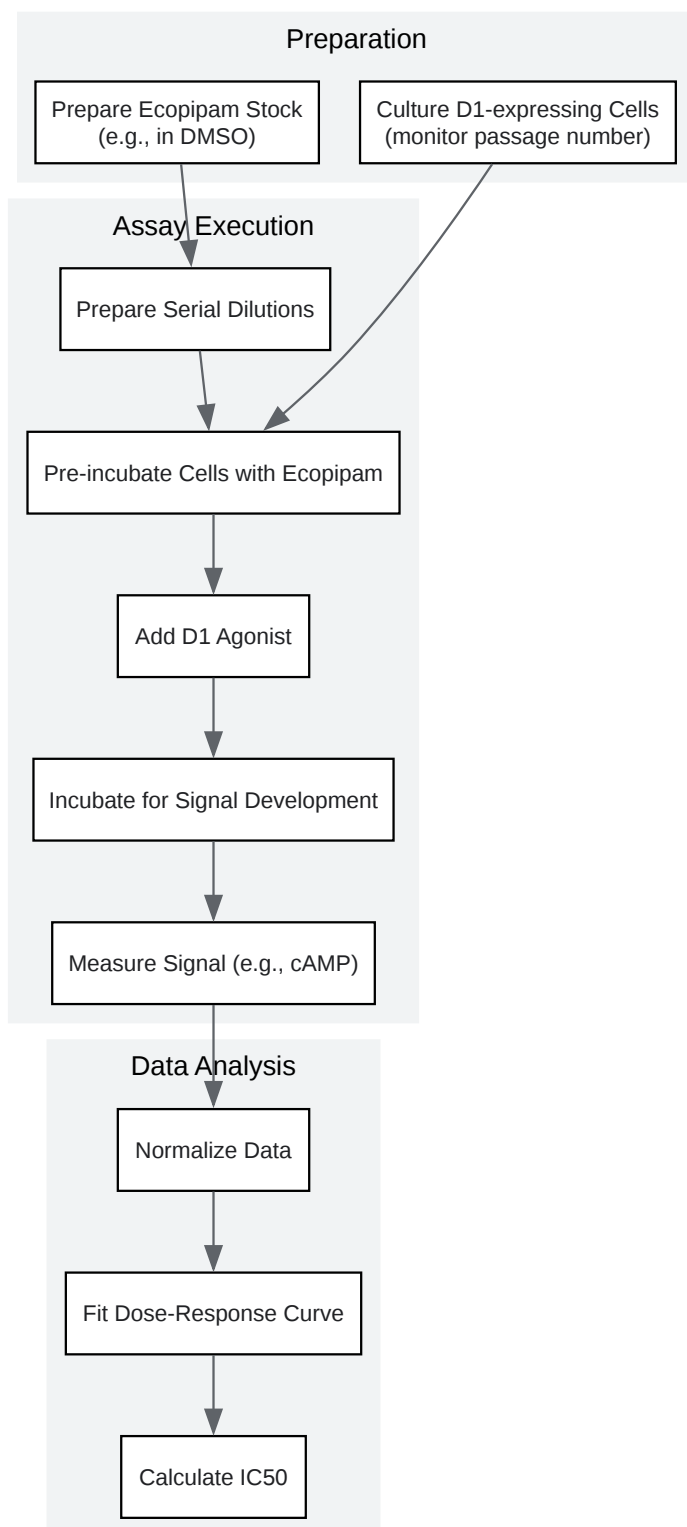 Preparation
Prepare Ecopipam Stock
(e.g., in DMSO)
Culture D1-expressing Cells
(monitor passage number)
Assay Execution
Prepare Serial Dilutions
Pre-incubate Cells with Ecopipam
Add D1 Agonist
Incubate for Signal Development
Measure Signal (e.g., cAMP)
Data Analysis
Normalize Data
Fit Dose-Response Curve
Calculate IC50